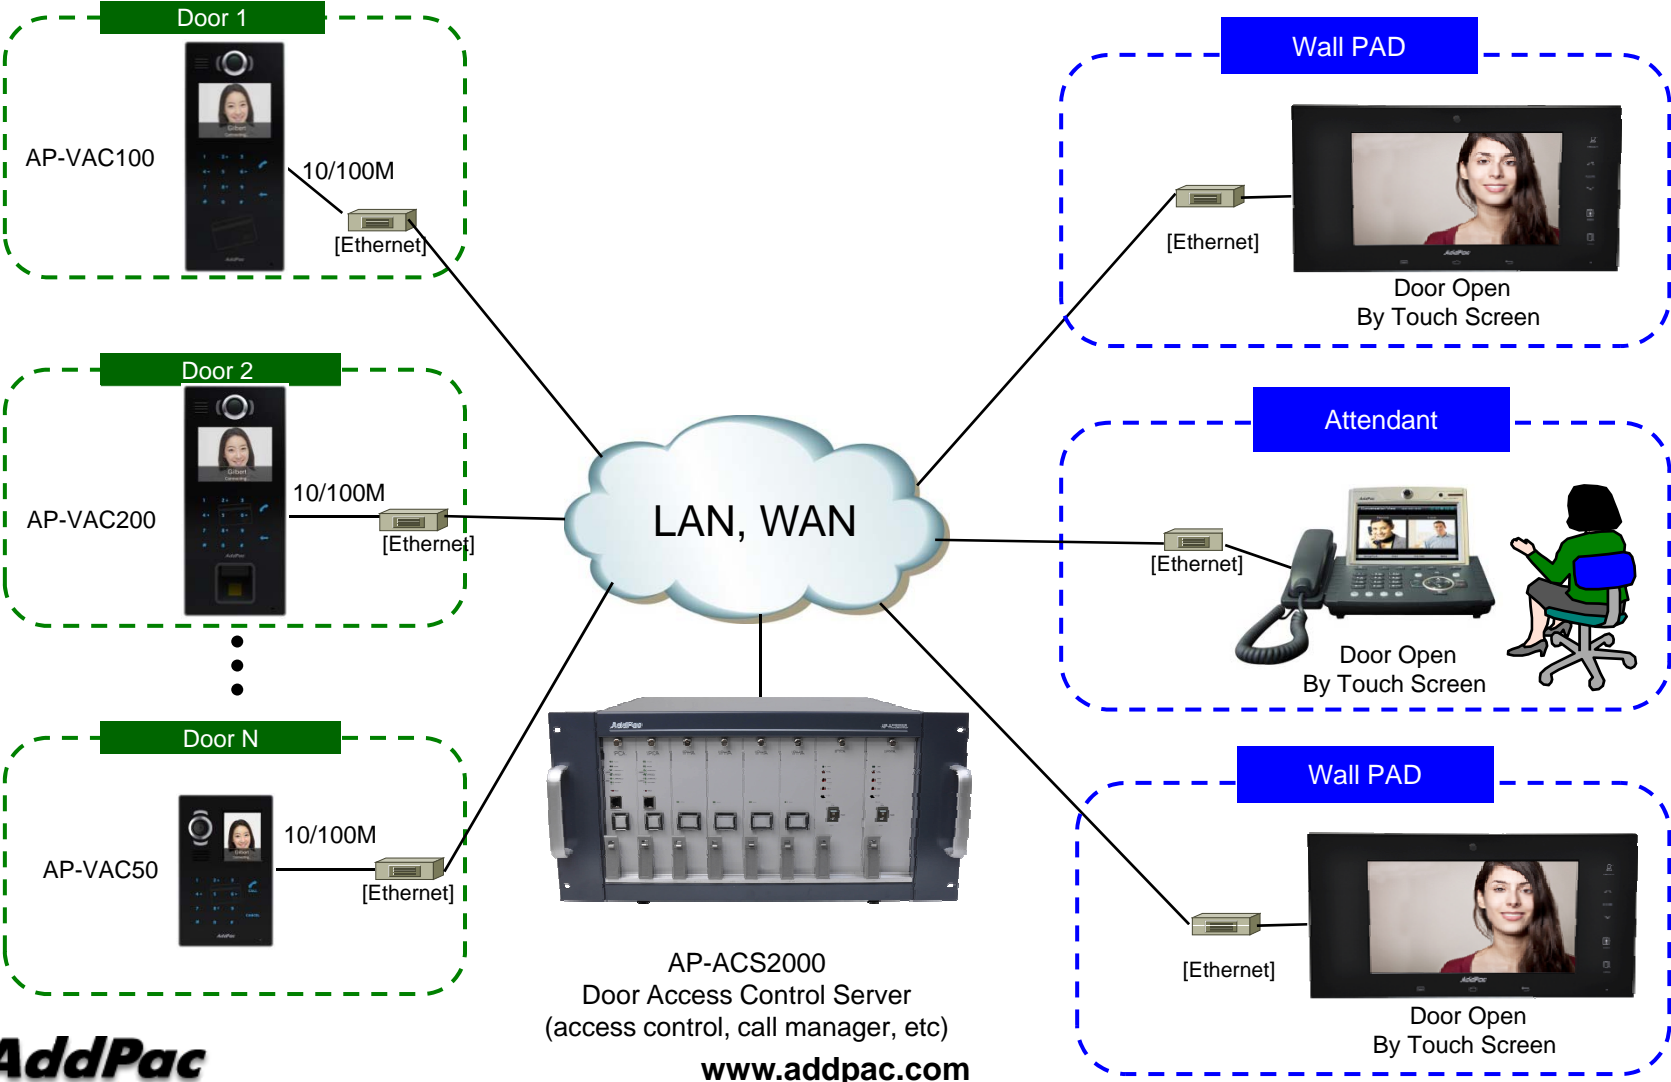 Door 1
AP-VAC100
10/100M
[Ethernet]
Door 2
AP-VAC200
10/100M
[Ethernet]
Door N
AP-VAC50
10/100M
[Ethernet]
LAN, WAN
AddPac
AP-ACS2000
Door Access Control Server
(access control, call manager, etc)
Wall PAD
[Ethernet]
AddPac
Door Open
By Touch Screen
Attendant
[Ethernet]
Door Open
By Touch Screen
Wall PAD
[Ethernet]
AddPac
Door Open
By Touch Screen
AddPac
www.addpac.com